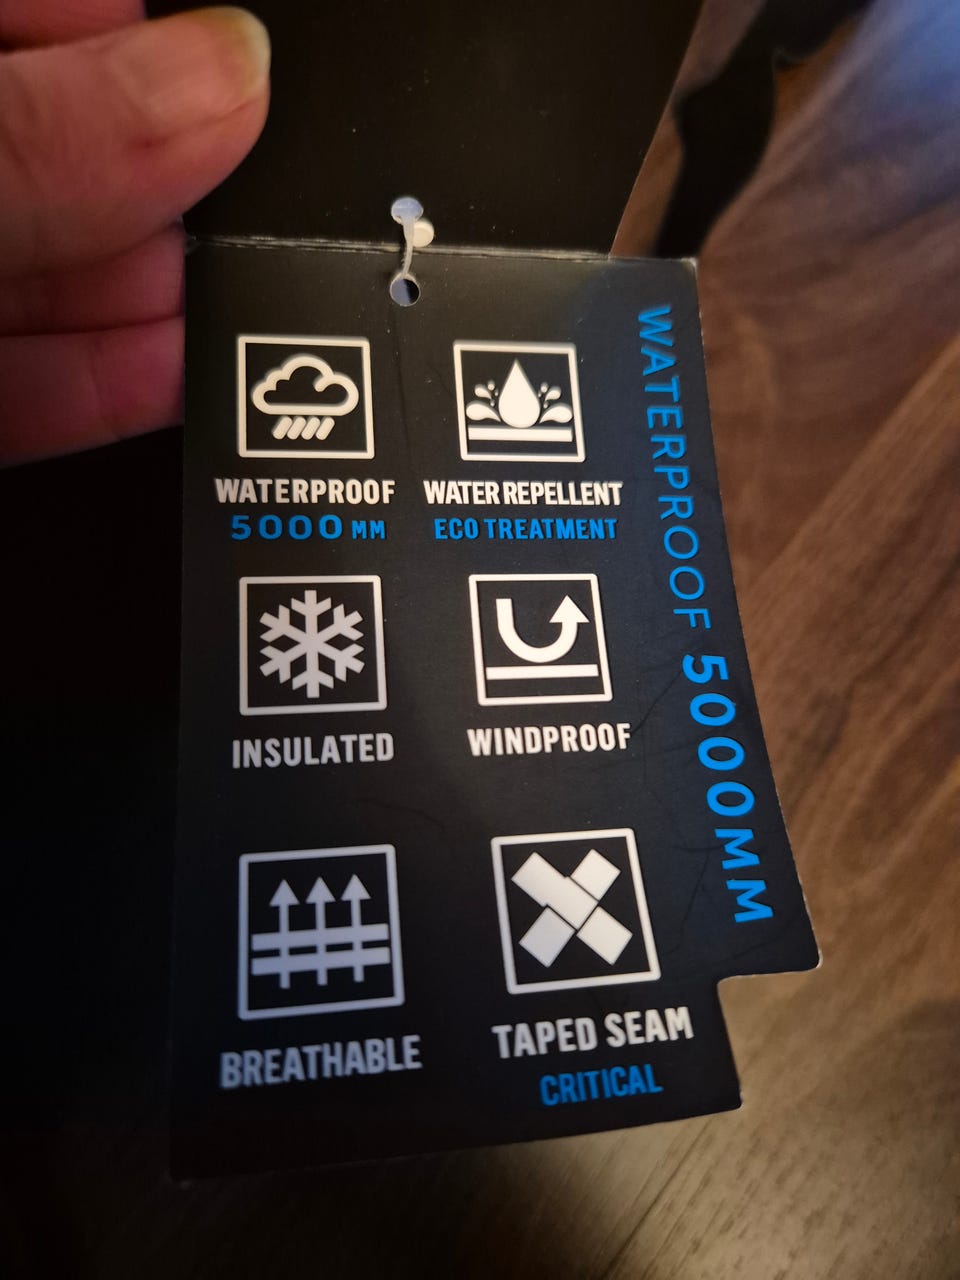 WATERPROOF
5000 MM
WATER REPELLENT
ECO TREATMENT
INSULATED
WINDPROOF
BREATHABLE
TAPED SEAM
CRITICAL
WATERPROOF 5000MM